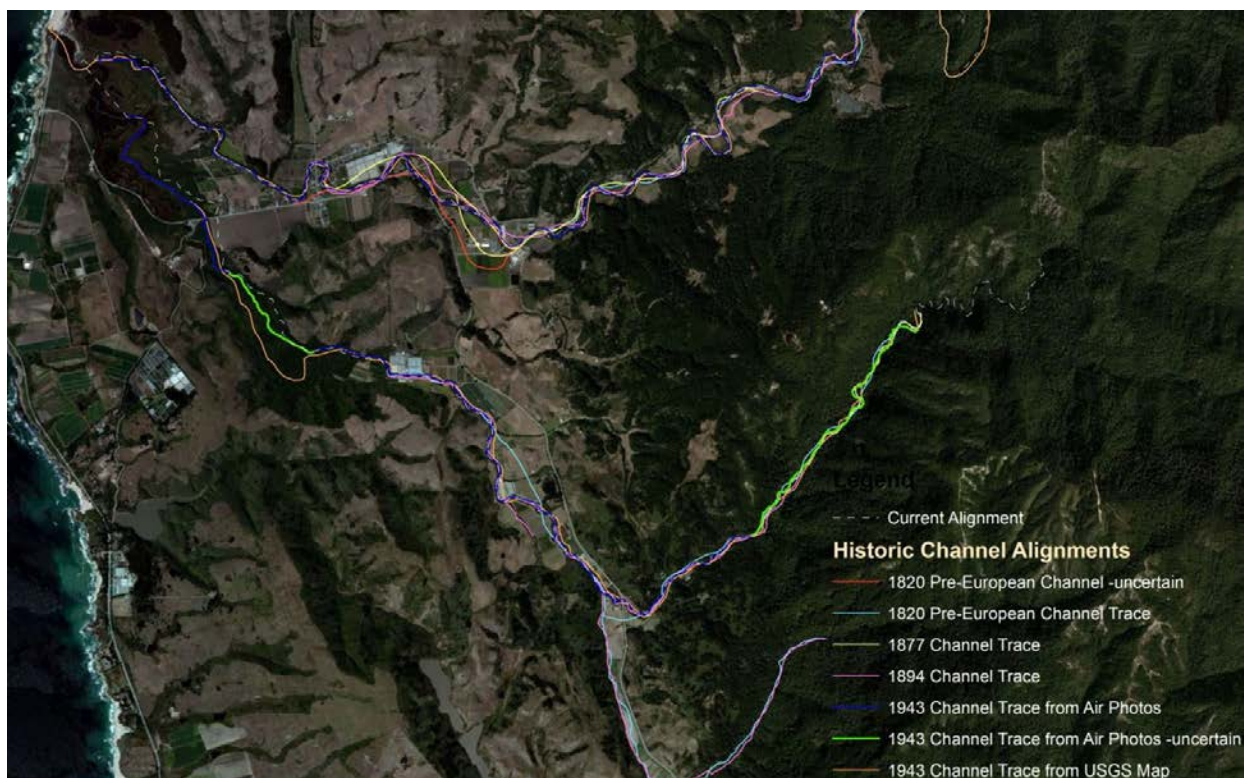 Legend
Current Alignment
Historic Channel Alignments
1820 Pre-European Channel -uncertain
1820 Pre-European Channel Trace
1877 Channel Trace
1894 Channel Trace
1943 Channel Trace from Air Photos
1943 Channel Trace from Air Photos -uncertain
1943 Channel Trace from USGS Map